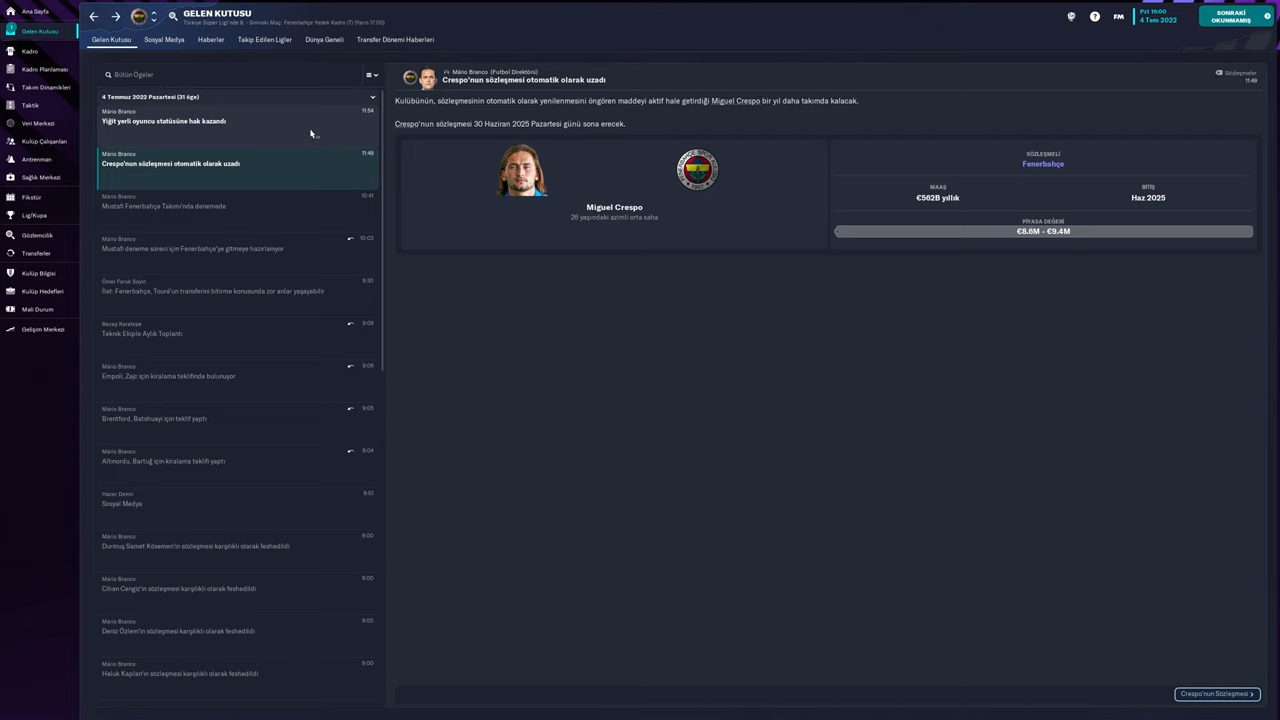 Ana Sayfa
Gelen Kutusu
Kadro
Kadro Planlaması
Takım Dinamikleri
Taktik
Veri Merkezi
Kulüp Çalışanları
Antrenman
Sağlık Merkezi
Fikstür
Lig/Kupa
Gözlemcilik
Transferler
Kulüp Bilgisi
Kulüp Hedefleri
Mali Durum
Gelişim Merkezi
GELEN KUTUSU
Türkiye Süper Ligi'nde 8. - Sonraki Maç: Fenerbahçe Yedek Kadro (T) (Yarın 11:00)
FM
Pzt 16:00
4 Tem 2022
SONRAKİ
OKUNMAMIŞ
Gelen Kutusu
Sosyal Medya
Haberler
Takip Edilen Ligler
Dünya Geneli
Transfer Dönemi Haberleri
Bütün Ögeler
4 Temmuz 2022 Pazartesi (31 öge)
Mário Branco 11:54
Yiğit yerli oyuncu statüsüne hak kazandı
Mário Branco 11:49
Crespo'nun sözleşmesi otomatik olarak uzadı
Mário Branco 10:41
Mustafi Fenerbahçe Takımı'nda denemede
Mário Branco 10:03
Mustafi deneme süreci için Fenerbahçe'ye gitmeye hazırlanıyor
Ömer Faruk Sayın 9:30
İlet: Fenerbahçe, Touré'un transferini bitirme konusunda zor anlar yaşayabilir.
Recep Karatepe 9:09
Teknik Ekiple Aylık Toplantı
Mário Branco 9:06
Empoli, Zajc için kiralama teklifinde bulunuyor
Mário Branco 9:05
Brentford, Batshuayi için teklif yaptı
Mário Branco 9:04
Altınordu, Bartuğ için kiralama teklifi yaptı
Hacer Demir 9:01
Sosyal Medya
Mário Branco 9:00
Durmuş Samet Kösemen'in sözleşmesi karşılıklı olarak feshedildi
Mário Branco 9:00
Cihan Cengiz'in sözleşmesi karşılıklı olarak feshedildi
Mário Branco 9:00
Deniz Özlem'in sözleşmesi karşılıklı olarak feshedildi
Mário Branco 9:00
Haluk Kaplan'ın sözleşmesi karşılıklı olarak feshedildi
Mário Branco (Futbol Direktörü)
Crespo'nun sözleşmesi otomatik olarak uzadı
Sözleşmeler
11:49
Kulübünün, sözleşmesinin otomatik olarak yenilenmesini öngören maddeyi aktif hale getirdiği Miguel Crespo bir yıl daha takımda kalacak.
Crespo'nun sözleşmesi 30 Haziran 2025 Pazartesi günü sona erecek.
Miguel Crespo
26 yaşındaki azimli orta saha
SÖZLEŞMELİ
Fenerbahçe
MAAŞ
€562B yıllık
BİTİŞ
Haz 2025
PİYASA DEĞERİ
€8.6M - €9.4M
Crespo'nun Sözleşmesi